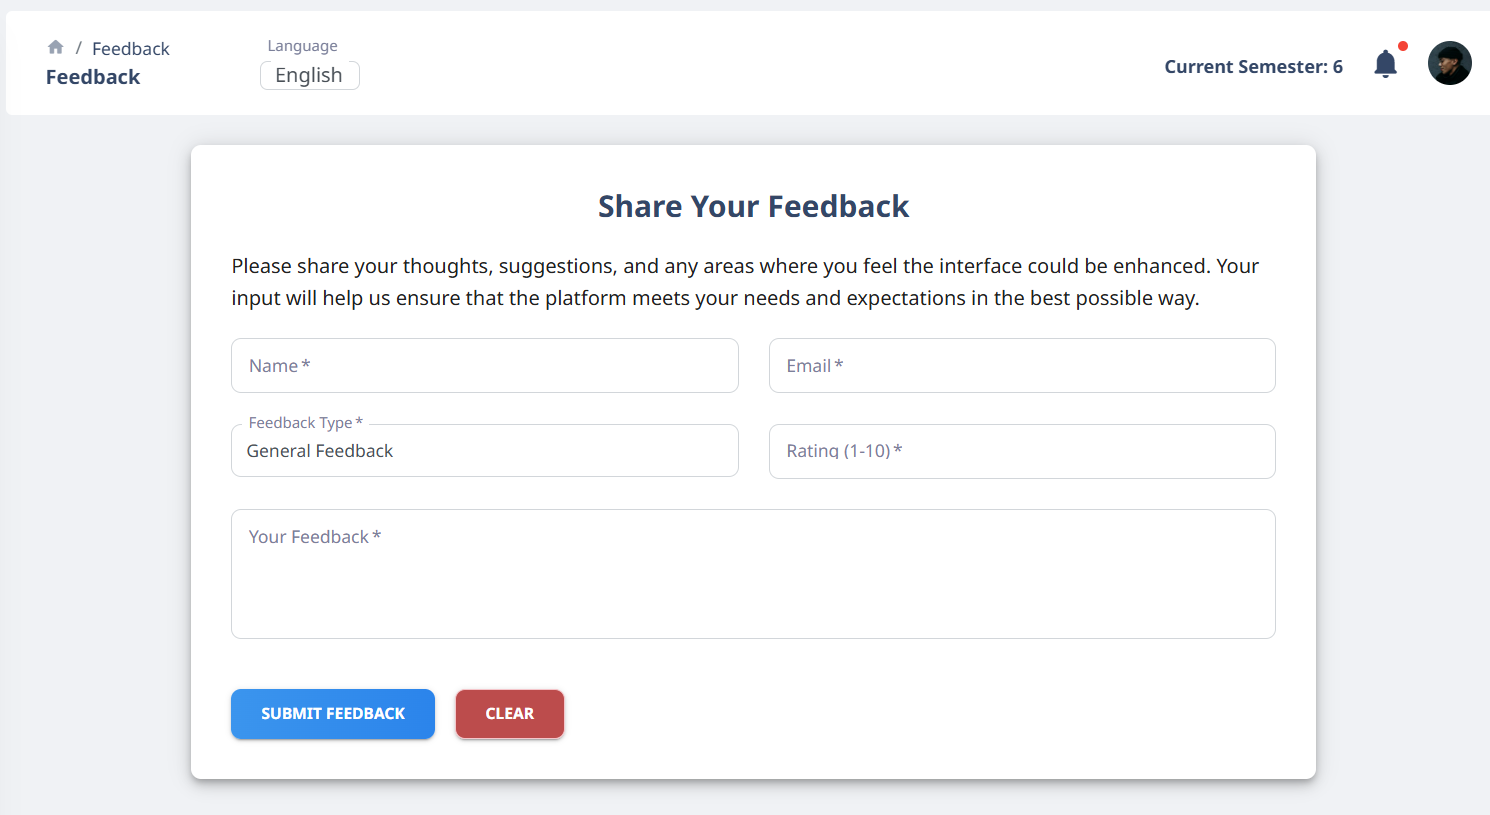 / Feedback
Feedback
Language
English
Current Semester: 6
Share Your Feedback
Please share your thoughts, suggestions, and any areas where you feel the interface could be enhanced. Your
input will help us ensure that the platform meets your needs and expectations in the best possible way.
Name *
Email *
Feedback Type *
General Feedback
Rating (1-10) *
Your Feedback *
SUBMIT FEEDBACK
CLEAR